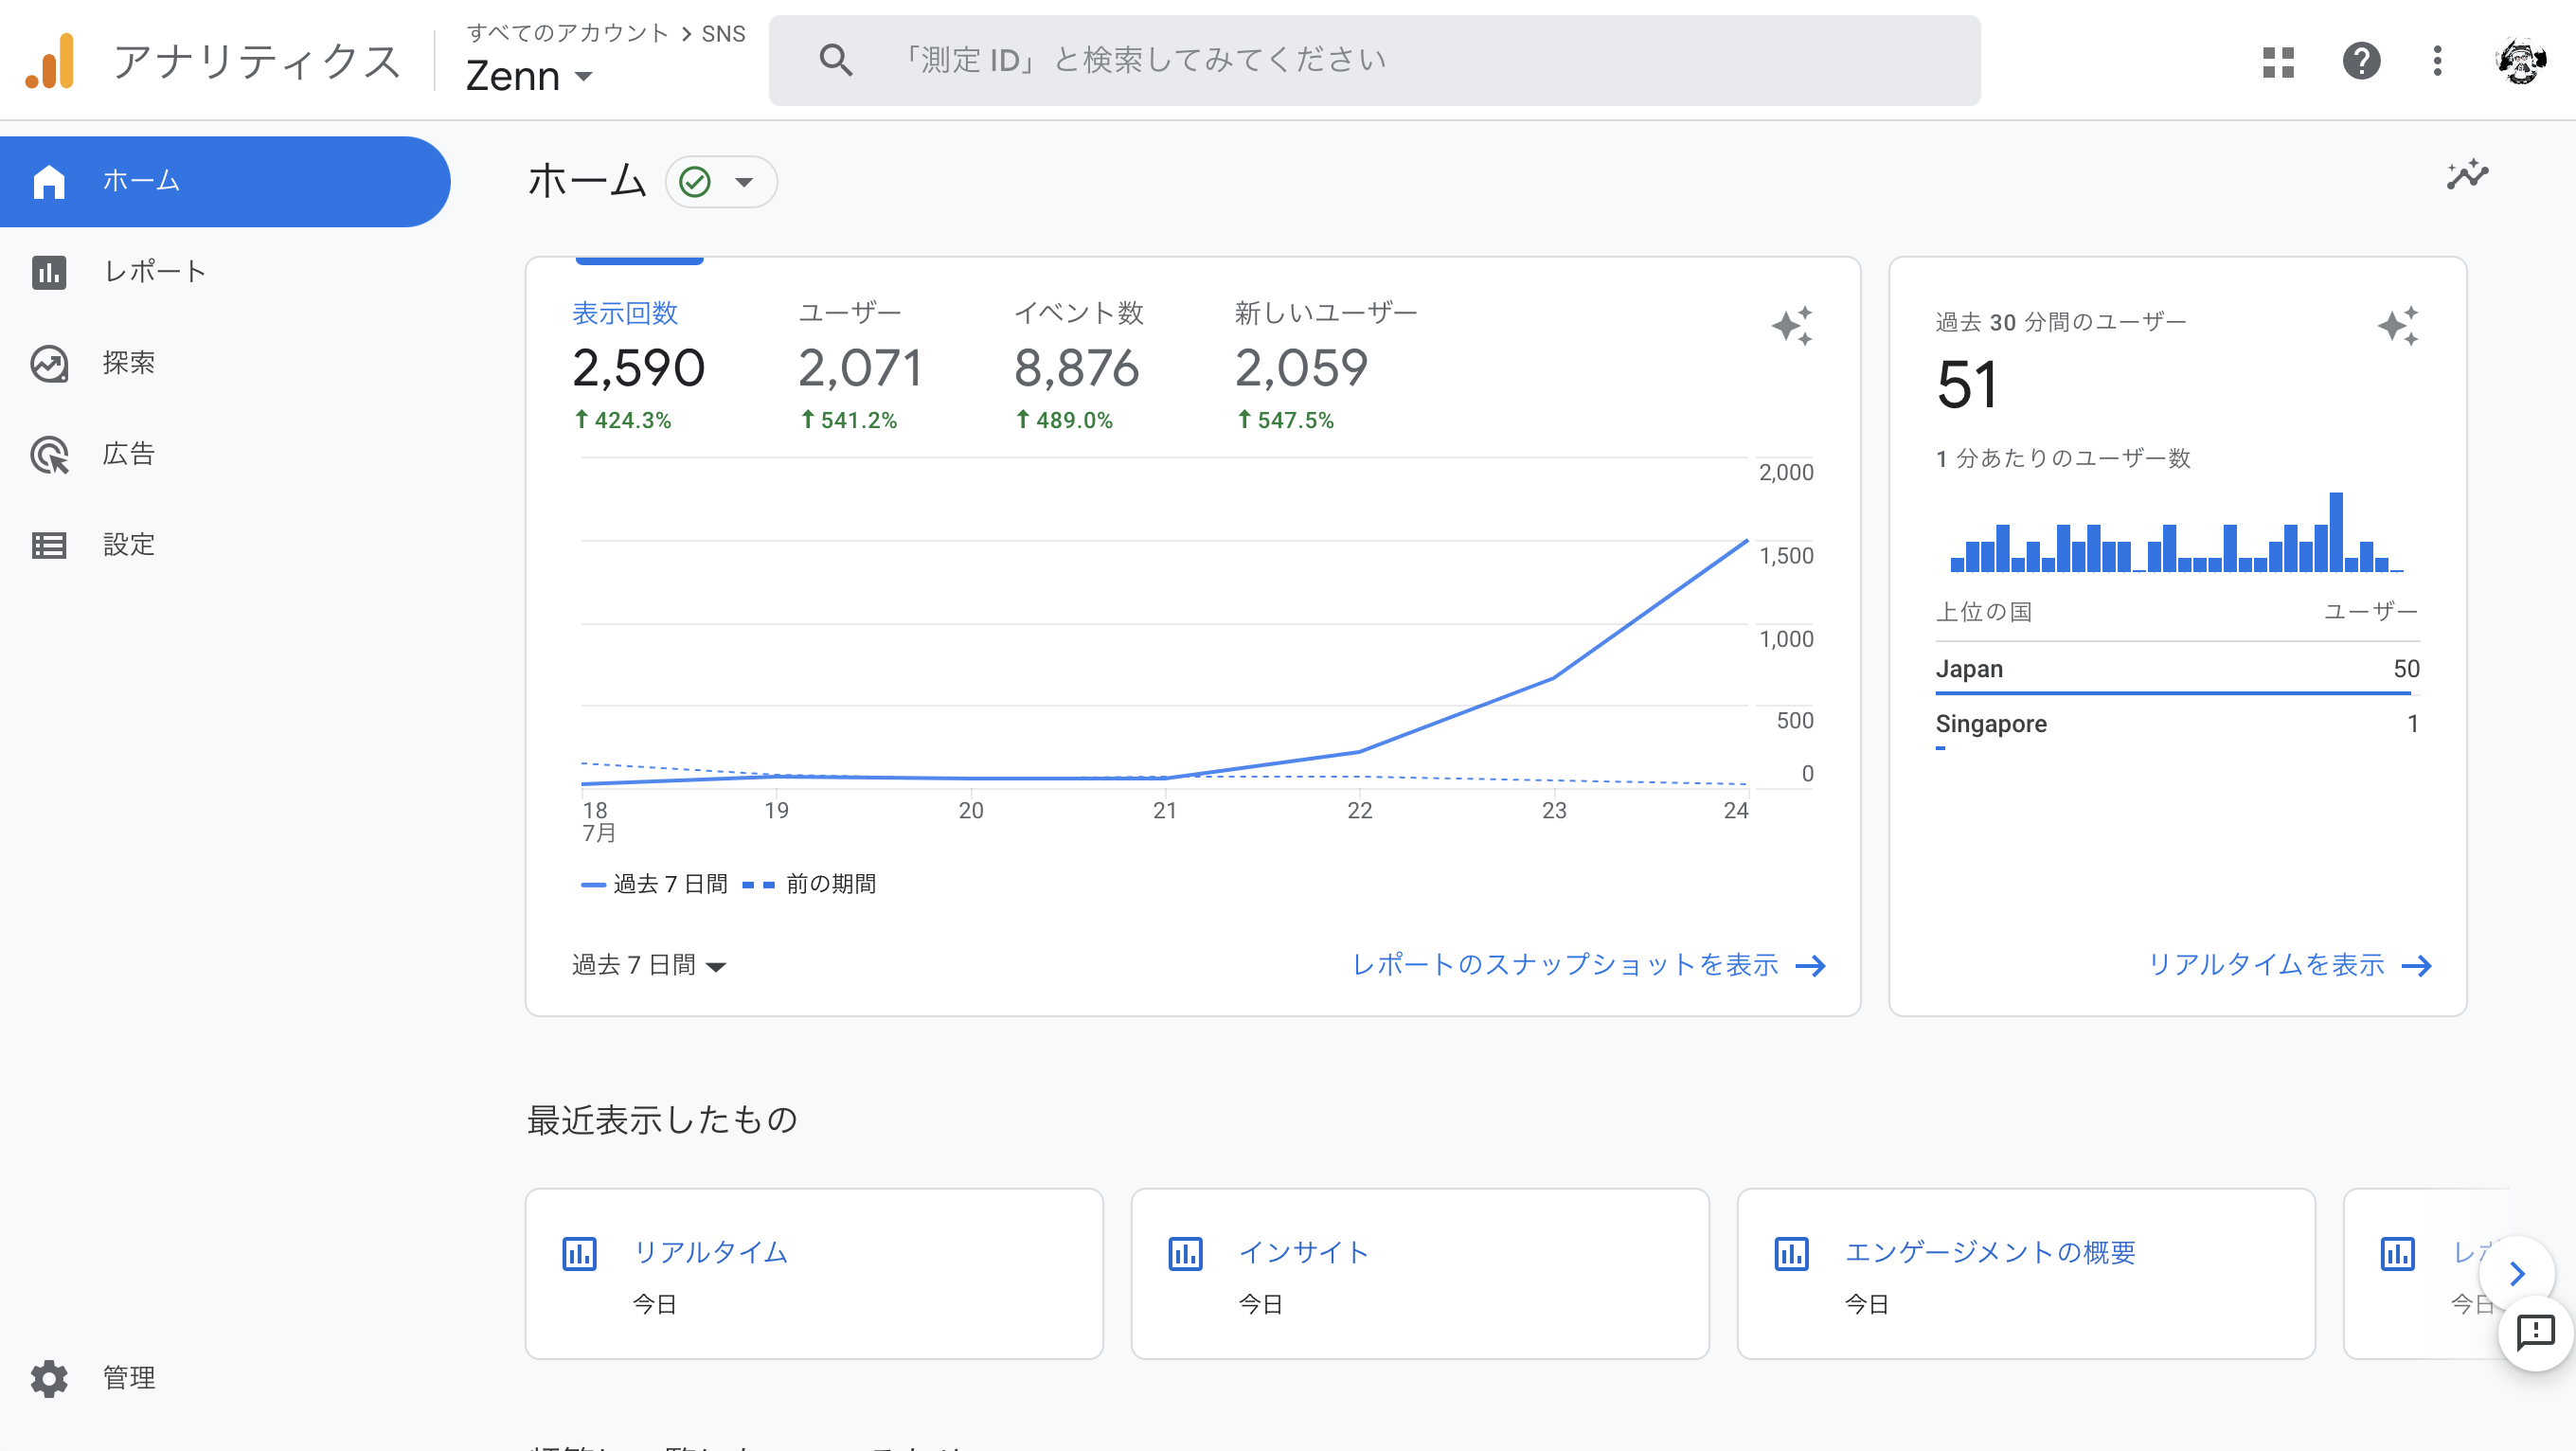 アナリティクス
すべてのアカウント > SNS
Zenn
「測定 ID」 と検索してみてください
ホーム
レポート
探索
広告
設定
管理
ホーム
表示回数
2,590
↑ 424.3%
ユーザー
2,071
↑ 541.2%
イベント数
8,876
↑ 489.0%
新しいユーザー
2,059
↑ 547.5%
2,000
1,500
1,000
500
0
18 19 20 21 22 23 24
7月
過去 7 日間 前の期間
過去 7 日間
レポートのスナップショットを表示 →
過去 30 分間のユーザー
51
1 分あたりのユーザー数
上位の国 ユーザー
Japan 50
Singapore 1
リアルタイムを表示 →
最近表示したもの
リアルタイム
今日
インサイト
今日
エンゲージメントの概要
今日
レポ
今日